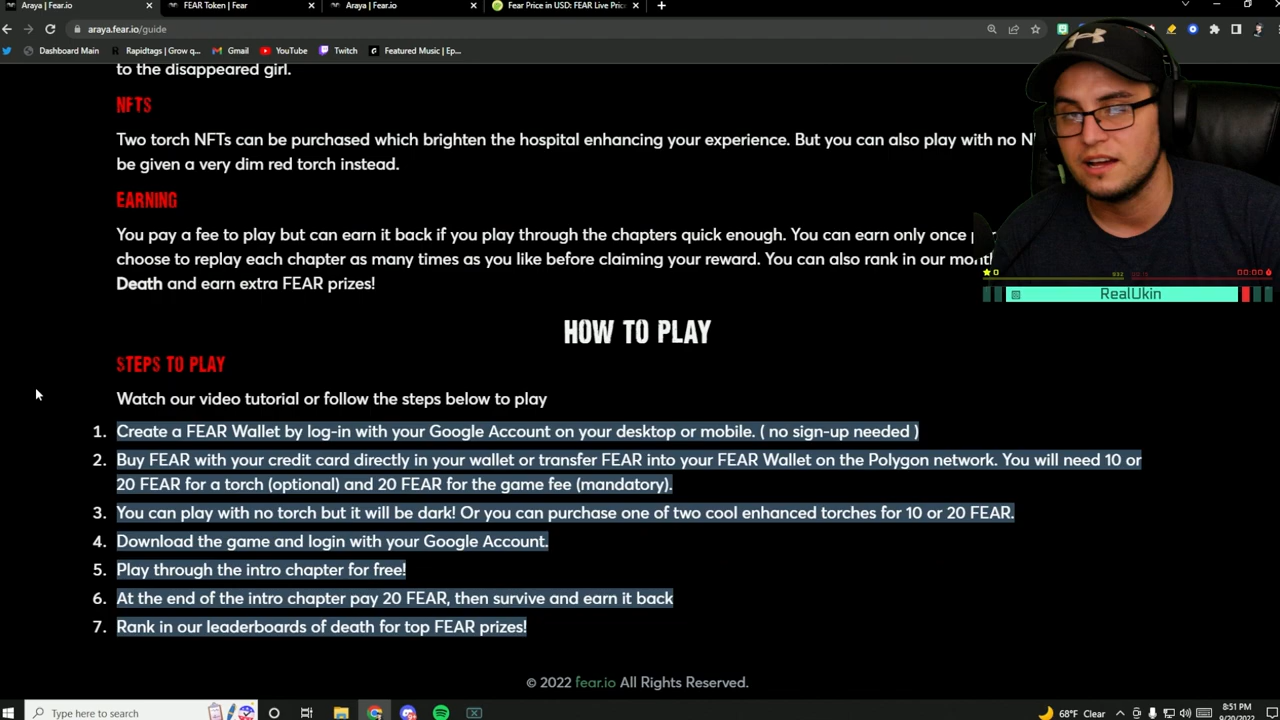 Araya | Fear.io
FEAR Token | Fear
Araya | Fear.io
Fear Price in USD: FEAR Live Pric
araya.fear.io/guide
Dashboard Main
Rapidtags | Grow q...
Gmail
YouTube
Twitch
Featured Music | Ep...
to the disappeared girl.
NFTS
Two torch NFTs can be purchased which brighten the hospital enhancing your experience. But you can also play with no
be given a very dim red torch instead.
EARNING
You pay a fee to play but can earn it back if you play through the chapters quick enough. You can earn only once
choose to replay each chapter as many times as you like before claiming your reward. You can also rank in our
Death and earn extra FEAR prizes!
0
00:00
RealUkin
HOW TO PLAY
STEPS TO PLAY
Watch our video tutorial or follow the steps below to play
1. Create a FEAR Wallet by log-in with your Google Account on your desktop or mobile. ( no sign-up needed )
2. Buy FEAR with your credit card directly in your wallet or transfer FEAR into your FEAR Wallet on the Polygon network. You will need 10 or
20 FEAR for a torch (optional) and 20 FEAR for the game fee (mandatory).
3. You can play with no torch but it will be dark! Or you can purchase one of two cool enhanced torches for 10 or 20 FEAR.
4. Download the game and login with your Google Account.
5. Play through the intro chapter for free!
6. At the end of the intro chapter pay 20 FEAR, then survive and earn it back
7. Rank in our leaderboards of death for top FEAR prizes!
© 2022 fear.io All Rights Reserved.
Type here to search
68°F Clear
8:51 PM
9/20/2022